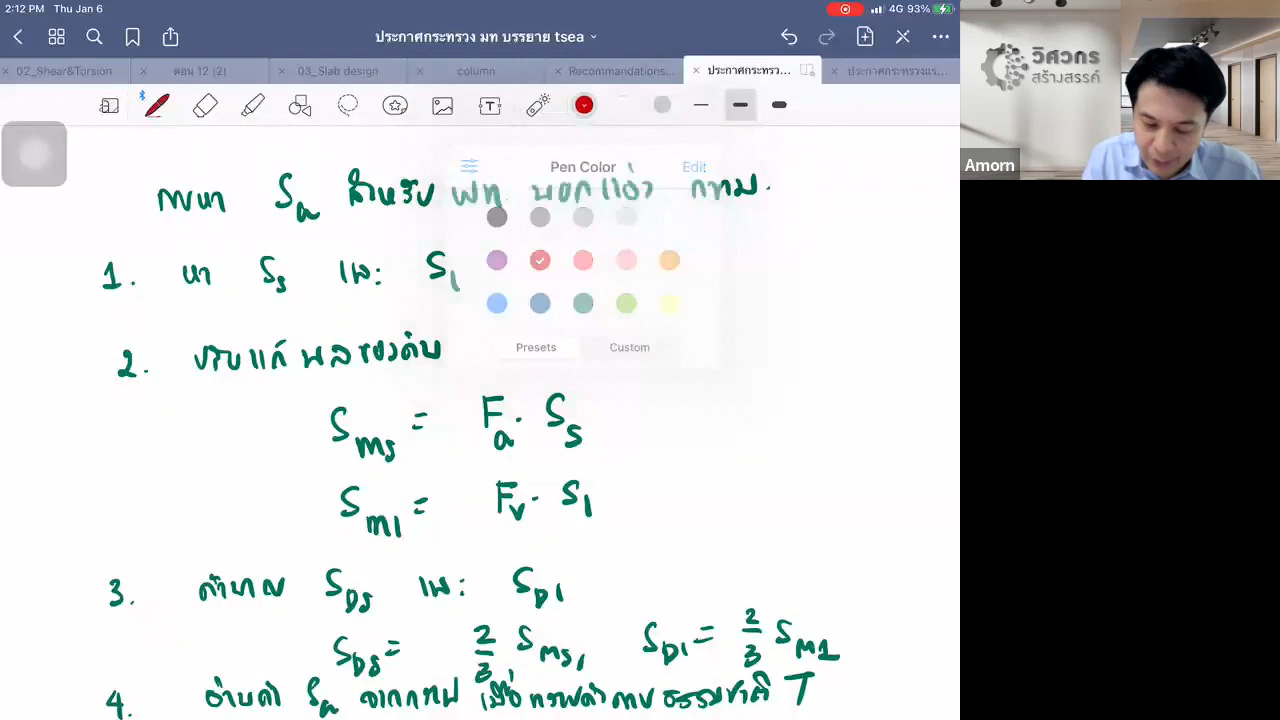 2:12 PM Thu Jan 6 4G 93%
ประกาศกระทรวง มท บรรยาย tsea
02_Shear&Torsion ตอน 12 (2) 03_Slab design column Recommandations... ประกาศกระทรว... ประกาศกระทรวงแร...
วิศวกร
สร้างสรรค์
Amorn
Pen Color Edit
การหา Sa สำหรับ พท. นอกแอ่ง กทม.
1. หา Ss และ S1
Presets Custom
2. ปรับแก้ ผลของดิน
SMS = Fa · Ss
SM1 = Fv · S1
3. คำนวณ SDS และ SD1
SDS = 2/3 SMS, SD1 = 2/3 SM1
4. อ่านค่า Sa จากกราฟ เมื่อทราบค่าคาบธรรมชาติ T